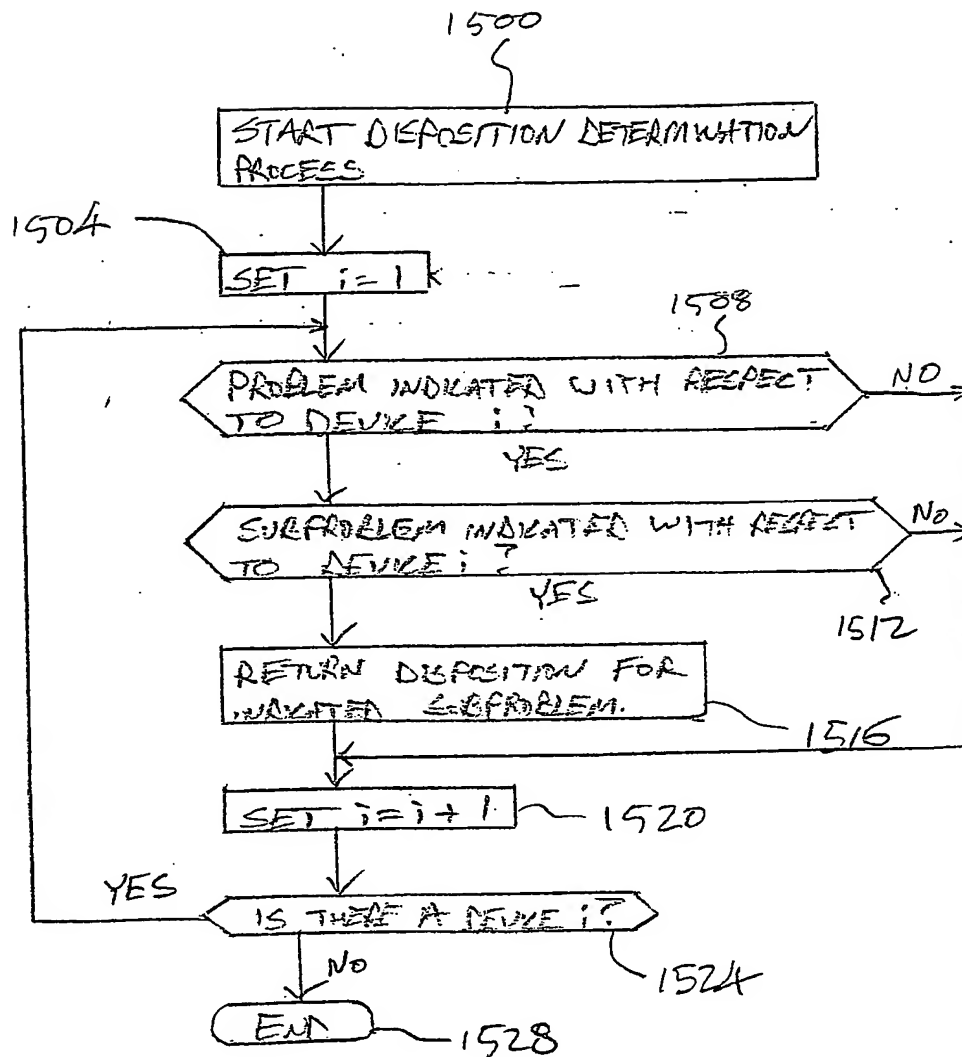 1500
START DISPOSITION DETERMINATION
PROCESS
1504
SET i = 1
1508
PROBLEM INDICATED WITH RESPECT
TO DEVICE i?
NO
YES
SUBPROBLEM INDICATED WITH RESPECT
TO DEVICE i?
NO
YES
1512
RETURN DISPOSITION FOR
INDICATED SUBPROBLEM.
1516
SET i = i + 1
1520
YES
IS THERE A DEVICE i?
1524
NO
END
1528